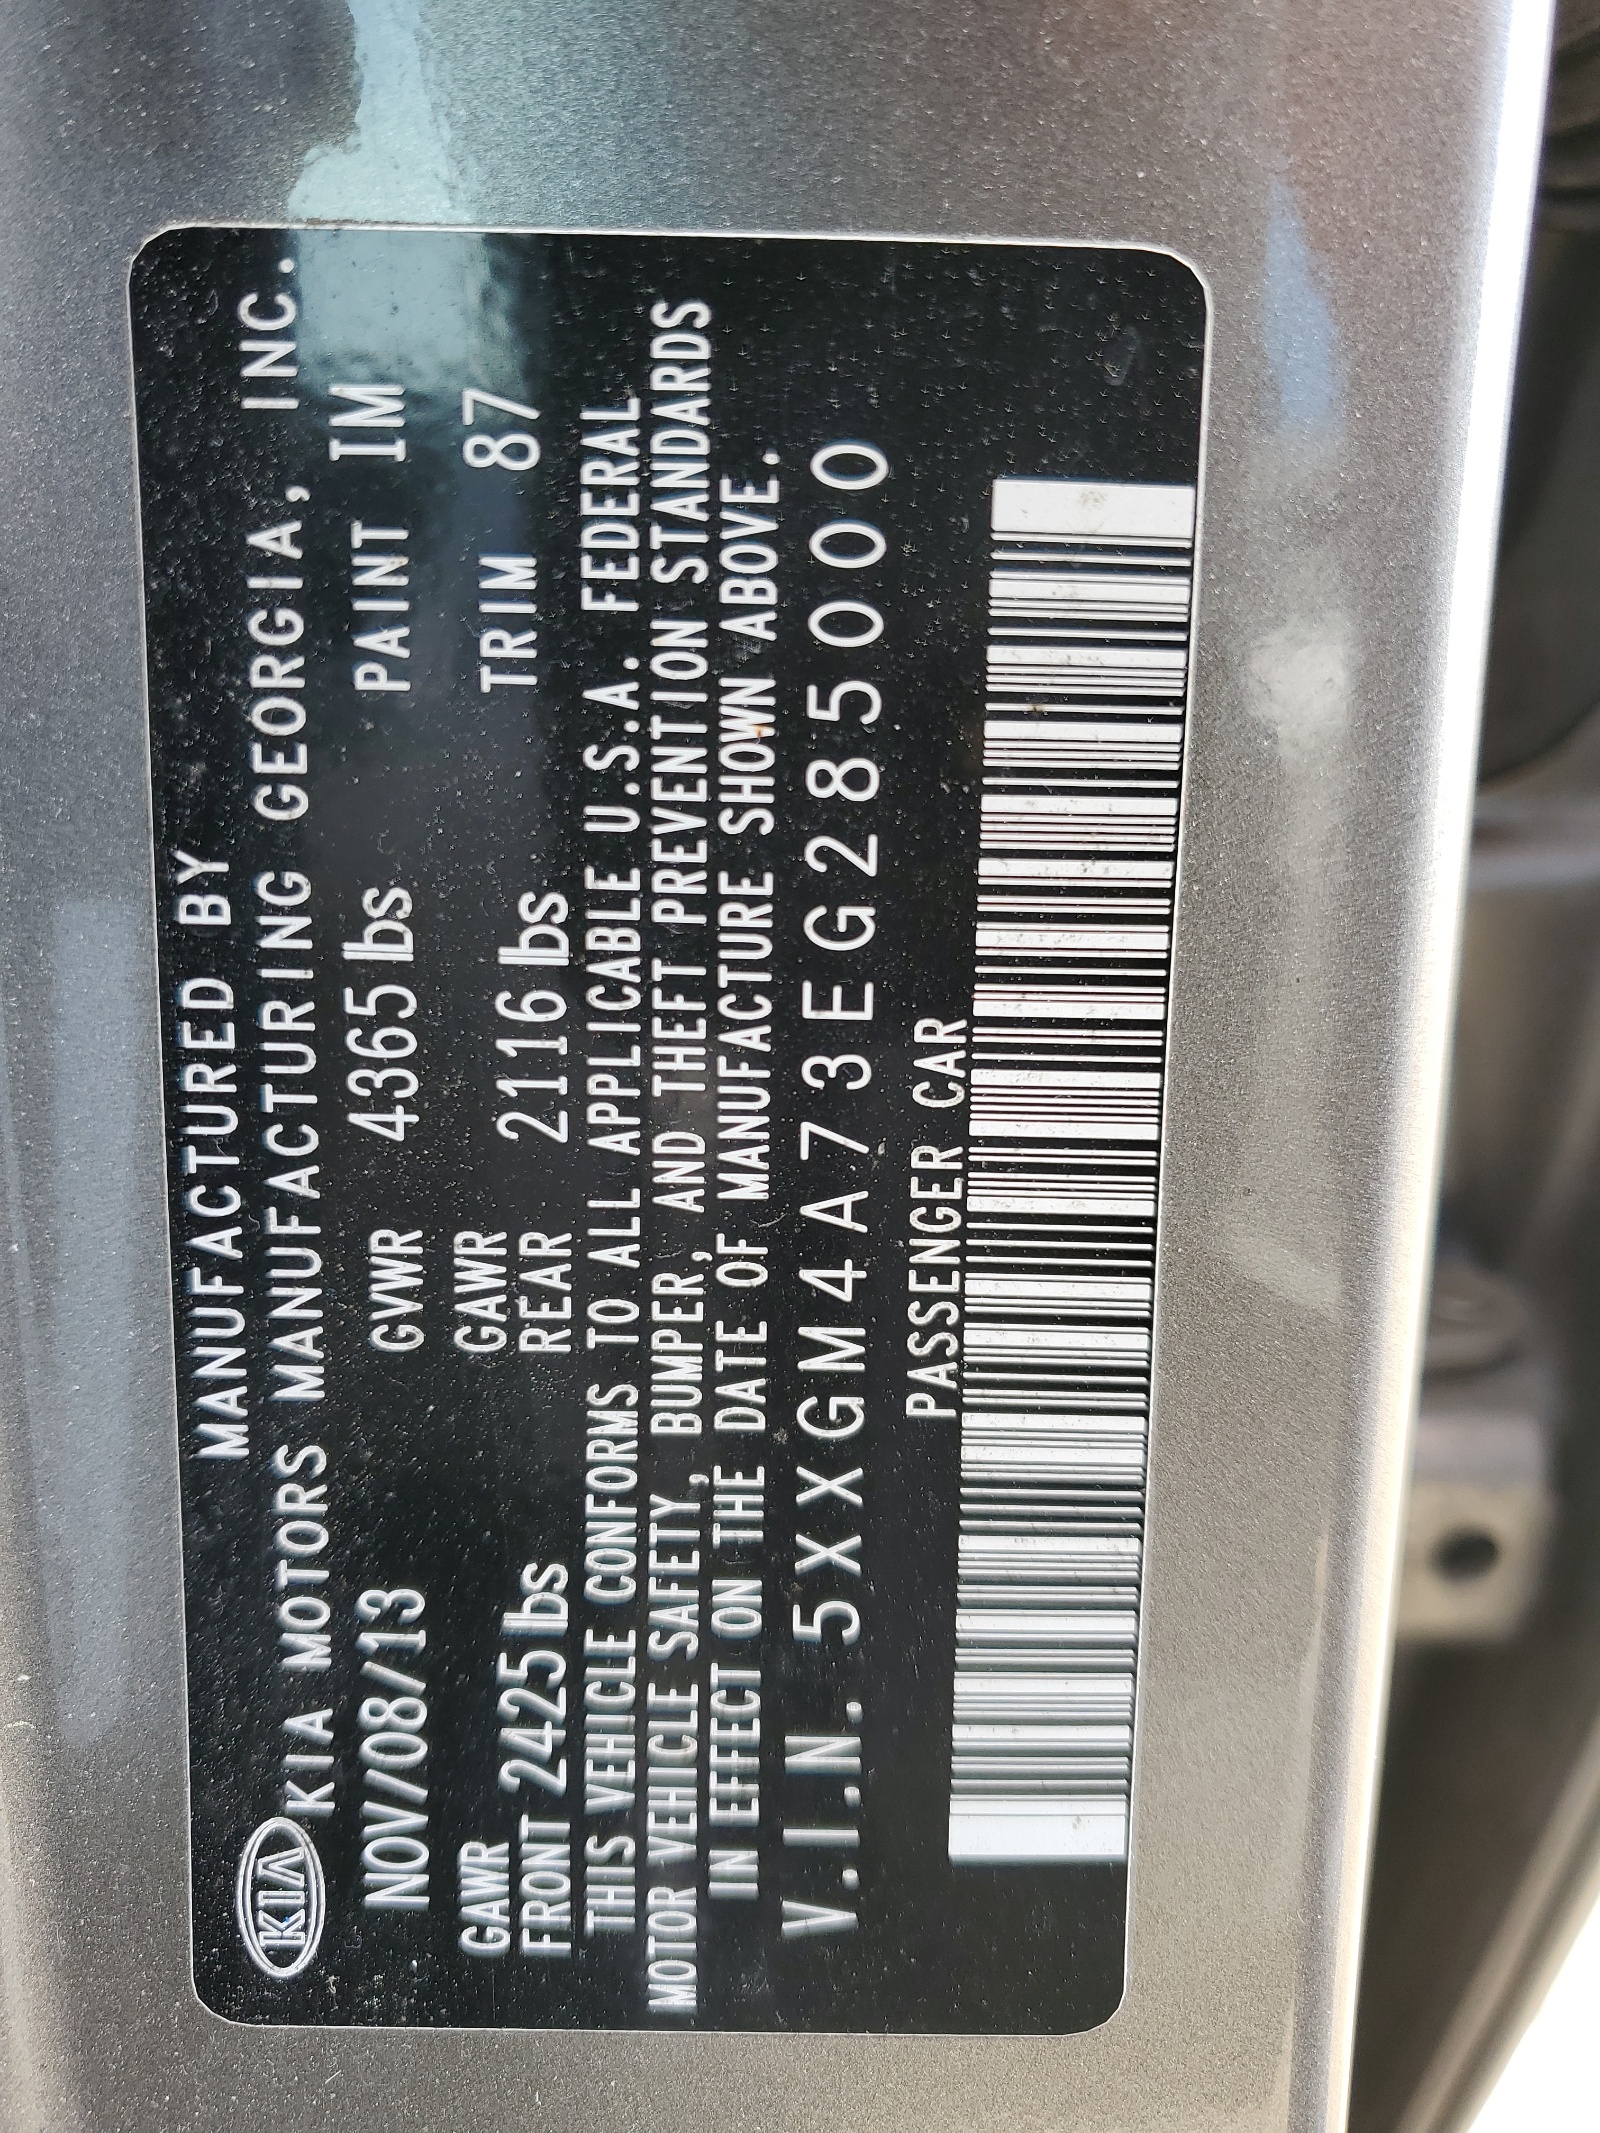 MANUFACTURED BY
KIA KIA MOTORS MANUFACTURING GEORGIA, INC.
NOV/08/13 GVWR 4365 lbs PAINT IM
GAWR FRONT 2425 lbs GAWR REAR 2116 lbs TRIM 87
THIS VEHICLE CONFORMS TO ALL APPLICABLE U.S.A. FEDERAL
MOTOR VEHICLE SAFETY, BUMPER, AND THEFT PREVENTION STANDARDS
IN EFFECT ON THE DATE OF MANUFACTURE SHOWN ABOVE.
V.I.N. 5XXGM4A73EG285000
PASSENGER CAR